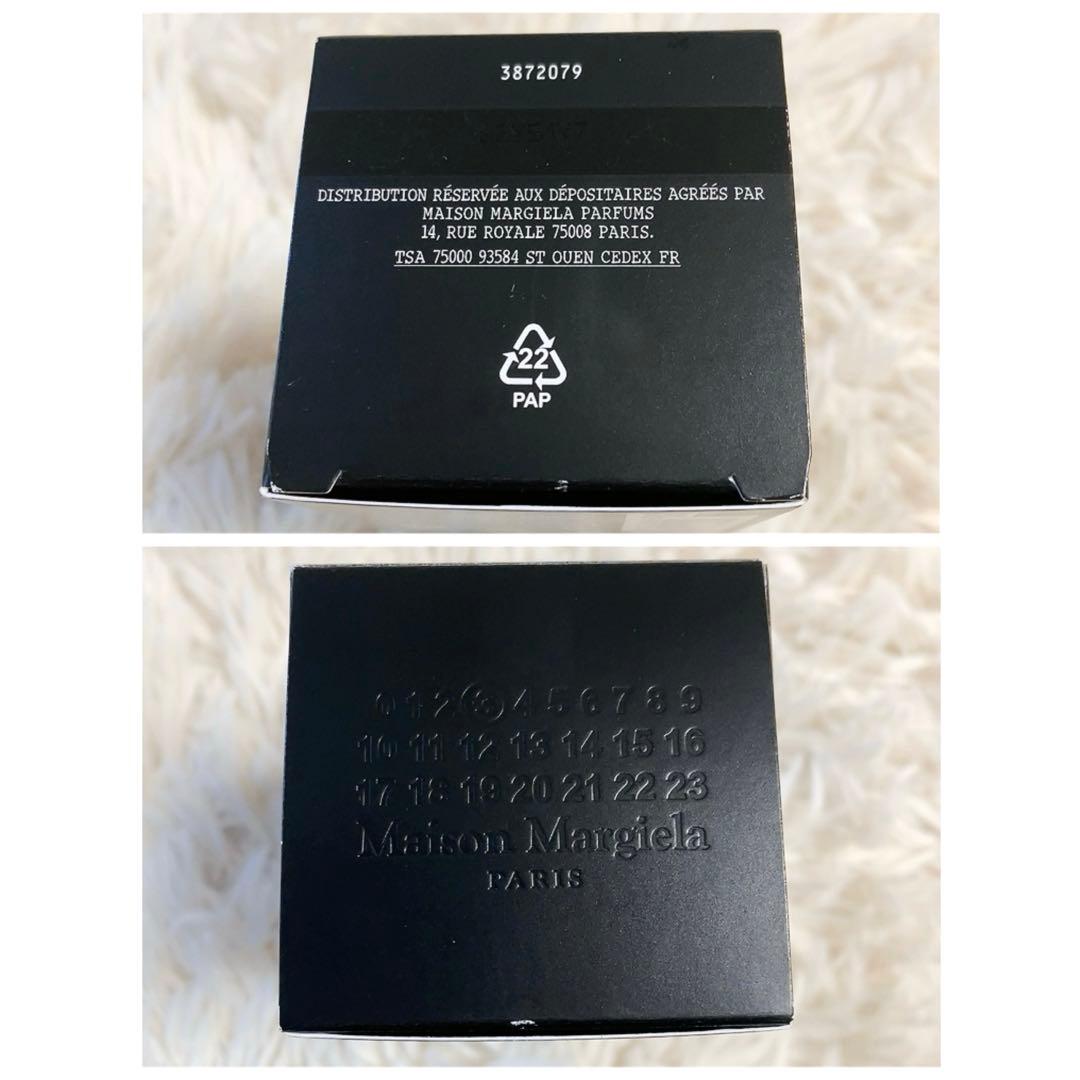 3872079
DISTRIBUTION RÉSERVÉE AUX DÉPOSITAIRES AGRÉÉS PAR
MAISON MARGIELA PARFUMS
14, RUE ROYALE 75008 PARIS.
TSA 75000 93584 ST OUEN CEDEX FR
22
PAP
0 1 2 3 4 5 6 7 8 9
10 11 12 13 14 15 16
17 18 19 20 21 22 23
Maison Margiela
PARIS